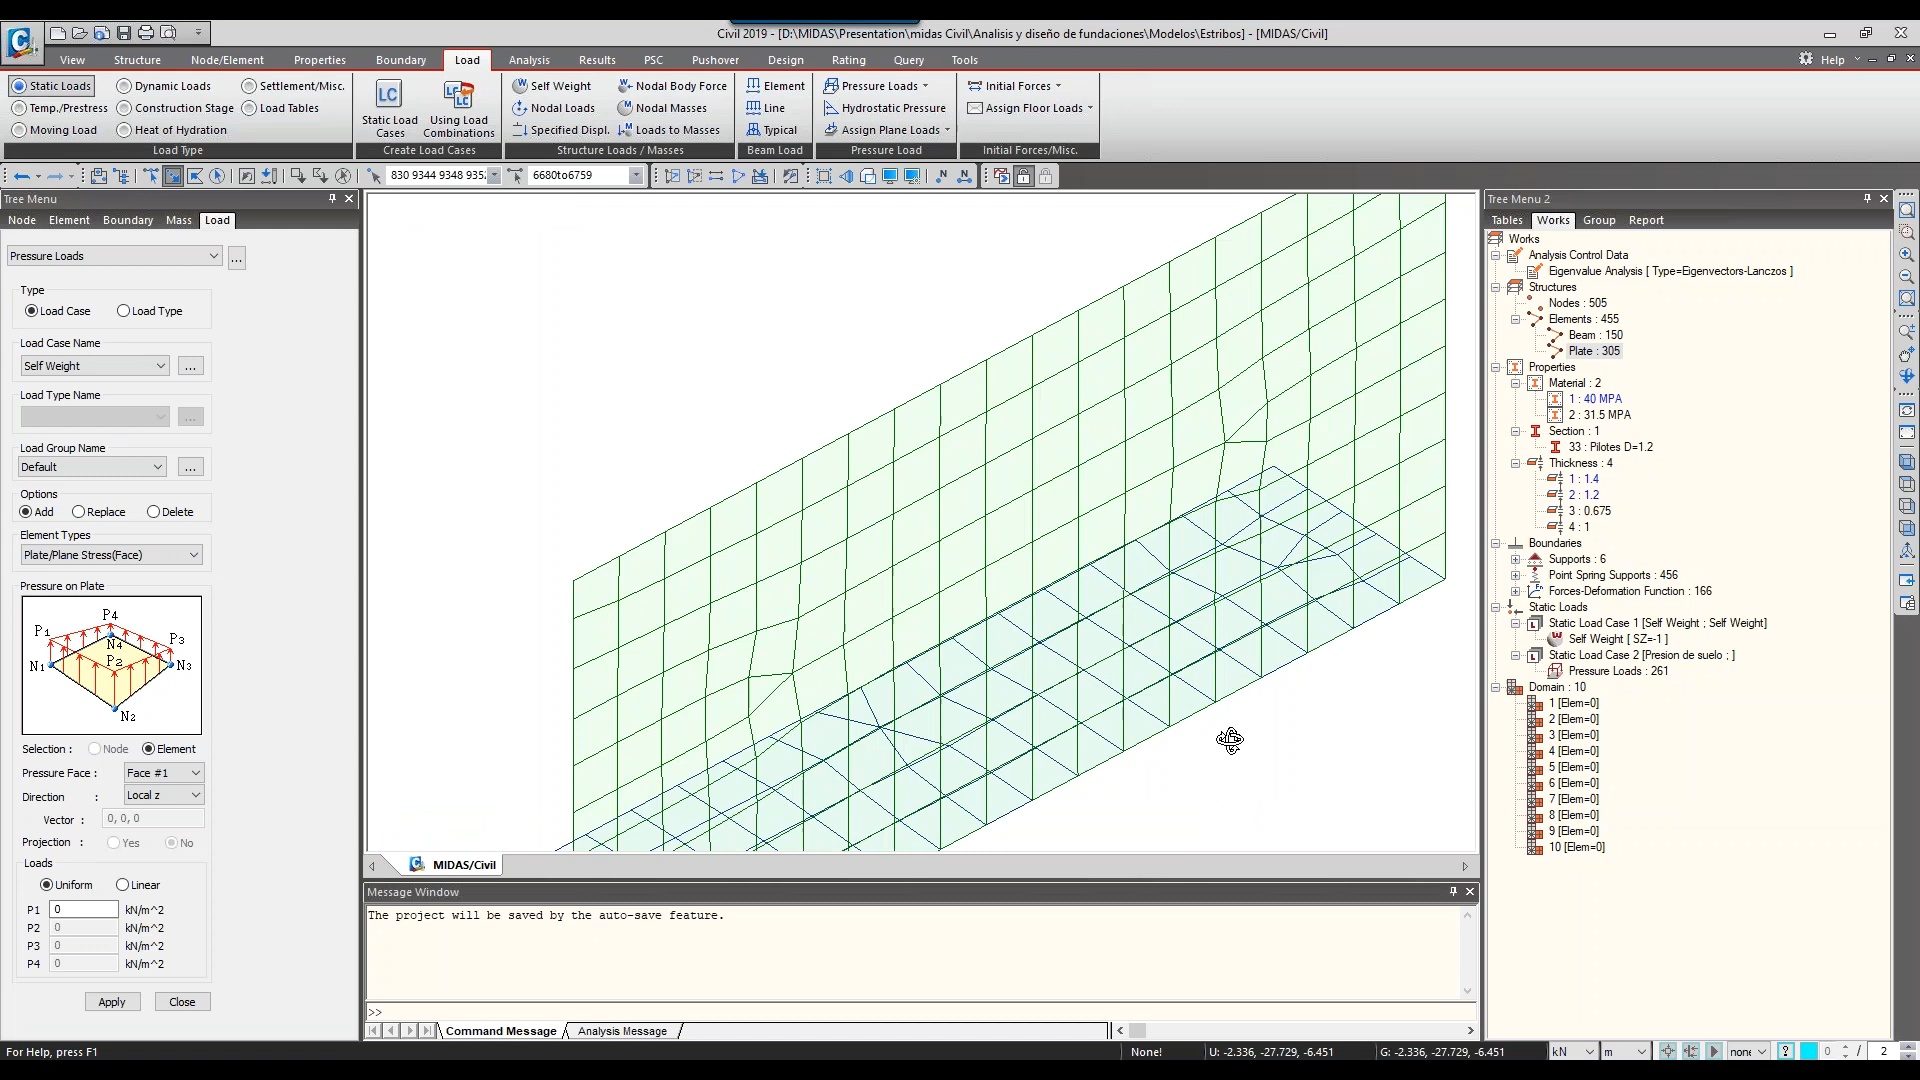 Civil 2019 - [D:\MIDAS\Presentation\midas Civil\Analisis y diseño de fundaciones\Modelos\Estribos] - [MIDAS/Civil]
View Structure Node/Element Properties Boundary Load Analysis Results PSC Pushover Design Rating Query Tools Help
Static Loads Dynamic Loads Settlement/Misc. Self Weight Nodal Body Force Element Pressure Loads Initial Forces
LC
LC
LC
Temp./Prestress Construction Stage Load Tables Nodal Loads Nodal Masses Line Hydrostatic Pressure Assign Floor Loads
Static Load Cases
Using Load Combinations
Moving Load Heat of Hydration Specified Displ. Loads to Masses Typical Assign Plane Loads
Load Type Create Load Cases Structure Loads / Masses Beam Load Pressure Load Initial Forces/Misc.
830 9344 9348 935 6680to6759
Tree Menu
Node Element Boundary Mass Load
Pressure Loads ...
Type
Load Case Load Type
Load Case Name
Self Weight ...
Load Type Name
...
Load Group Name
Default ...
Options
Add Replace Delete
Element Types
Plate/Plane Stress(Face)
Pressure on Plate
P4
P1 P3
N4
P2
N1 N3
N2
Selection : Node Element
Pressure Face : Face #1
Direction : Local z
Vector : 0, 0, 0
Projection : Yes No
Loads
Uniform Linear
P1 0 kN/m^2
P2 0 kN/m^2
P3 0 kN/m^2
P4 0 kN/m^2
Apply Close
MIDAS/Civil
Message Window
The project will be saved by the auto-save feature.
>>
Command Message Analysis Message
Tree Menu 2
Tables Works Group Report
Works
Analysis Control Data
Eigenvalue Analysis [ Type=Eigenvectors-Lanczos ]
Structures
Nodes : 505
Elements : 455
Beam : 150
Plate : 305
Properties
Material : 2
1 : 40 MPA
2 : 31.5 MPA
Section : 1
33 : Pilotes D=1.2
Thickness : 4
1 : 1.4
2 : 1.2
3 : 0.675
4 : 1
Boundaries
Supports : 6
Point Spring Supports : 456
Forces-Deformation Function : 166
Static Loads
Static Load Case 1 [Self Weight ; Self Weight]
Self Weight [ SZ=-1 ]
Static Load Case 2 [Presion de suelo ; ]
Pressure Loads : 261
Domain : 10
1 [Elem=0]
2 [Elem=0]
3 [Elem=0]
4 [Elem=0]
5 [Elem=0]
6 [Elem=0]
7 [Elem=0]
8 [Elem=0]
9 [Elem=0]
10 [Elem=0]
For Help, press F1 None! U: -2.336, -27.729, -6.451 G: -2.336, -27.729, -6.451 kN m none ? 0 / 2